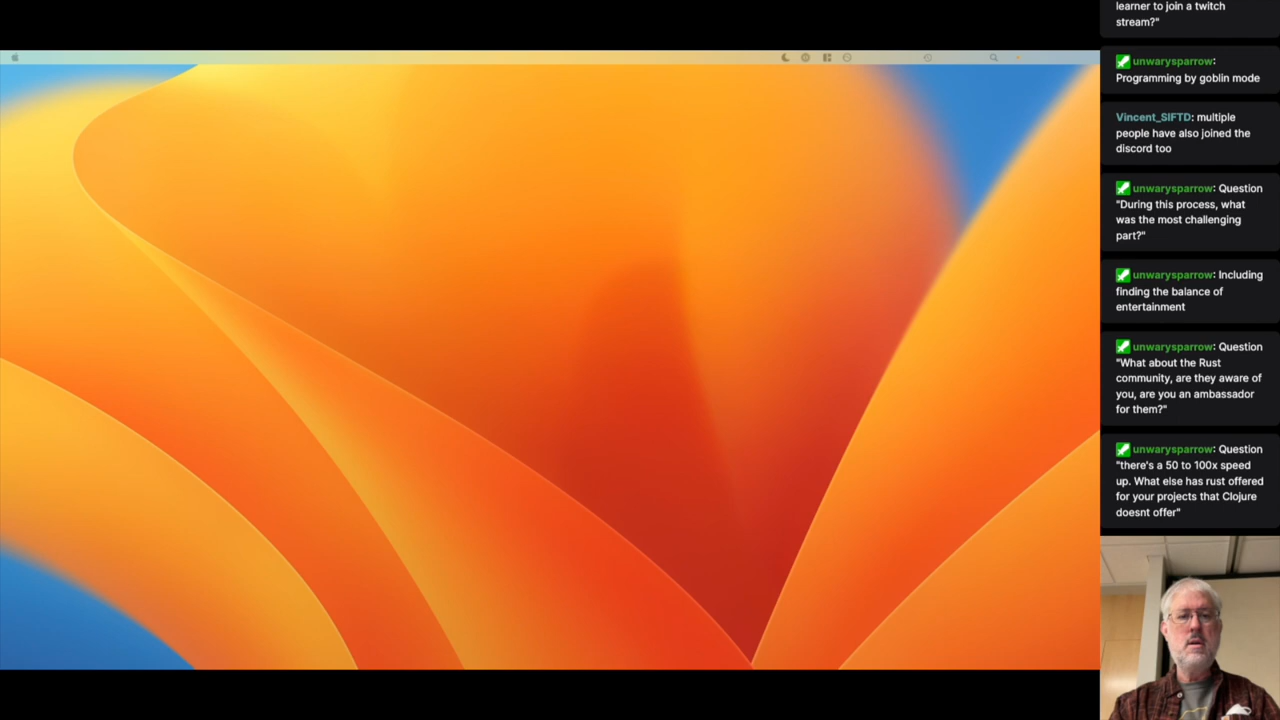 learner to join a twitch
stream?"
unwarysparrow:
Programming by goblin mode
Vincent_SIFTD: multiple
people have also joined the
discord too
unwarysparrow: Question
"During this process, what
was the most challenging
part?"
unwarysparrow: Including
finding the balance of
entertainment
unwarysparrow: Question
"What about the Rust
community, are they aware of
you, are you an ambassador
for them?"
unwarysparrow: Question
"there's a 50 to 100x speed
up. What else has rust offered
for your projects that Clojure
doesnt offer"